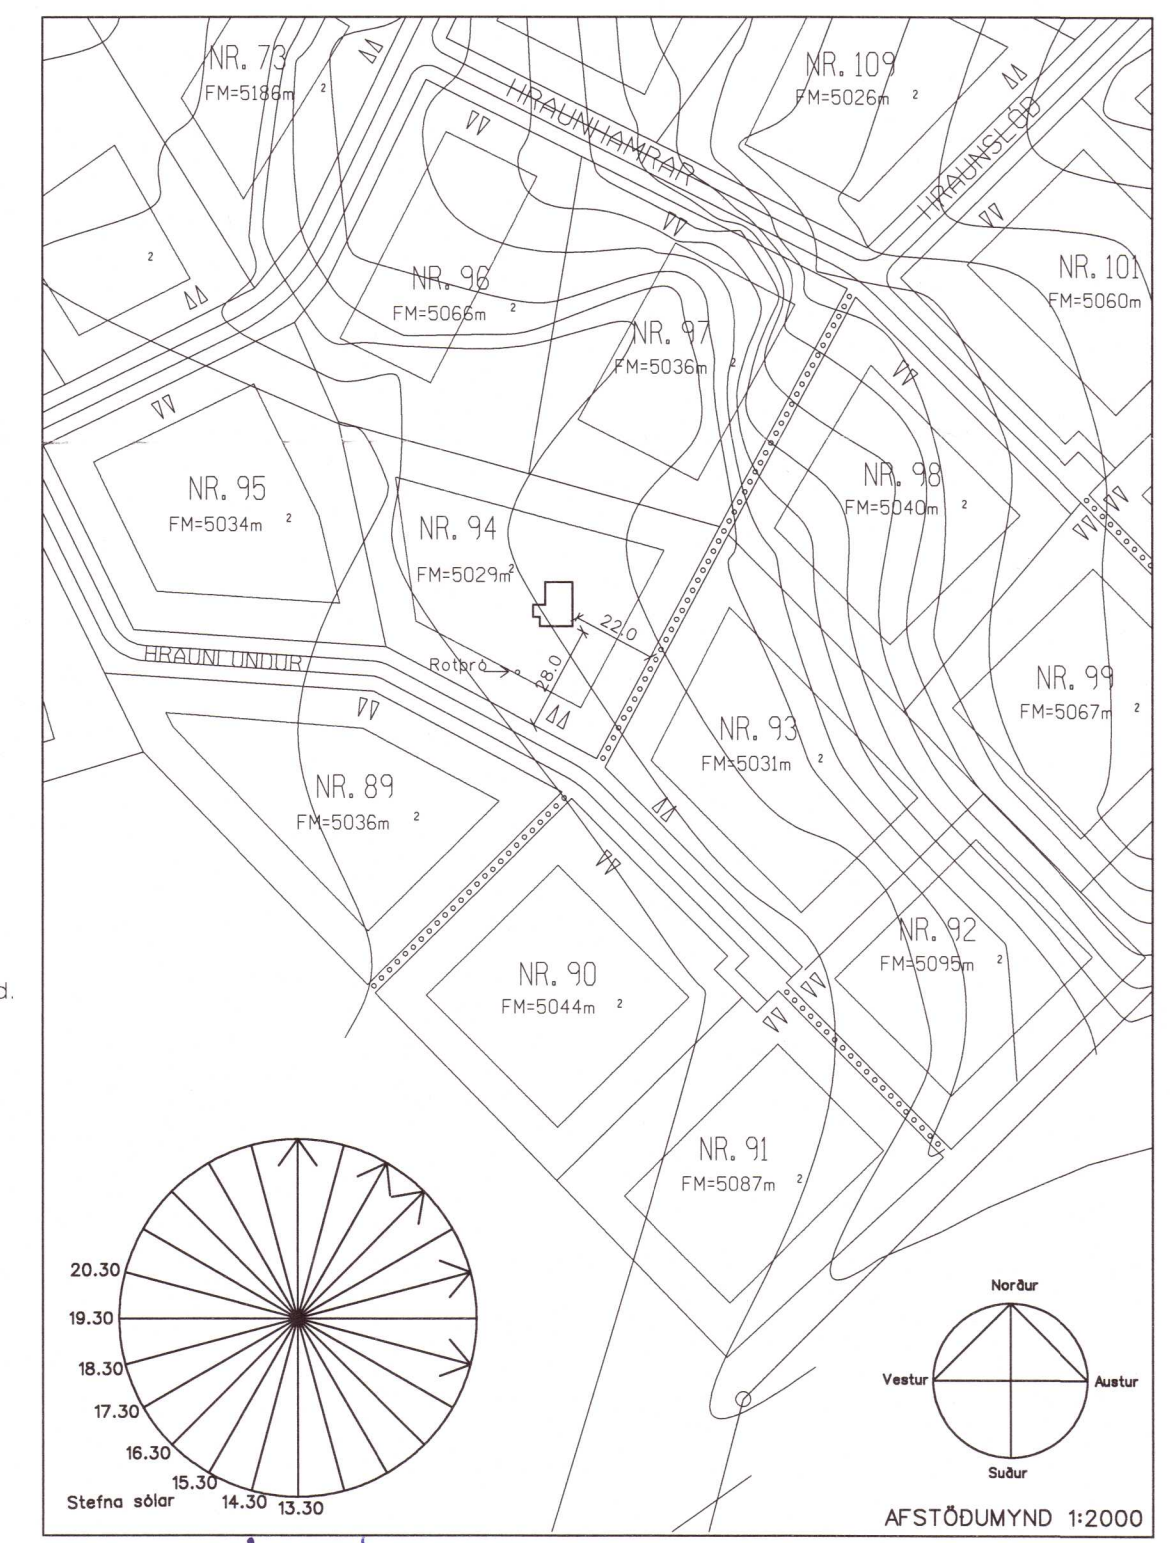 NR. 73
FM=5186m 2
NR. 109
FM=5026m 2
HRAUNHAMRAR
HRAUNSLÓÐ
2
NR. 96
FM=5066m 2
NR. 101
FM=5060m
NR. 97
FM=5036m 2
NR. 95
FM=5034m 2
NR. 98
FM=5040m 2
NR. 94
FM=5029m 2
22.0
28.0
Rotþró
HRAUNLUNDUR
NR. 99
FM=5067m 2
NR. 93
FM=5031m 2
NR. 89
FM=5036m 2
NR. 92
FM=5095m 2
NR. 90
FM=5044m 2
d.
NR. 91
FM=5087m 2
20.30
19.30
18.30
17.30
16.30
15.30
14.30
13.30
Stefna sólar
Norður
Vestur
Austur
Suður
AFSTÖÐUMYND 1:2000